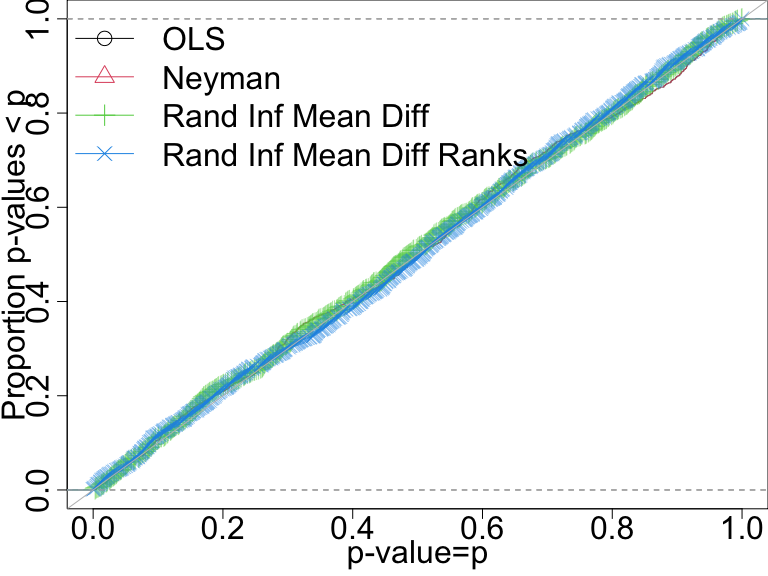 OLS
Neyman
Rand Inf Mean Diff
Rand Inf Mean Diff Ranks
Proportion p-values < p
1.0
0.8
0.6
0.4
0.2
0.0
0.0 0.2 0.4 0.6 0.8 1.0
p-value=p